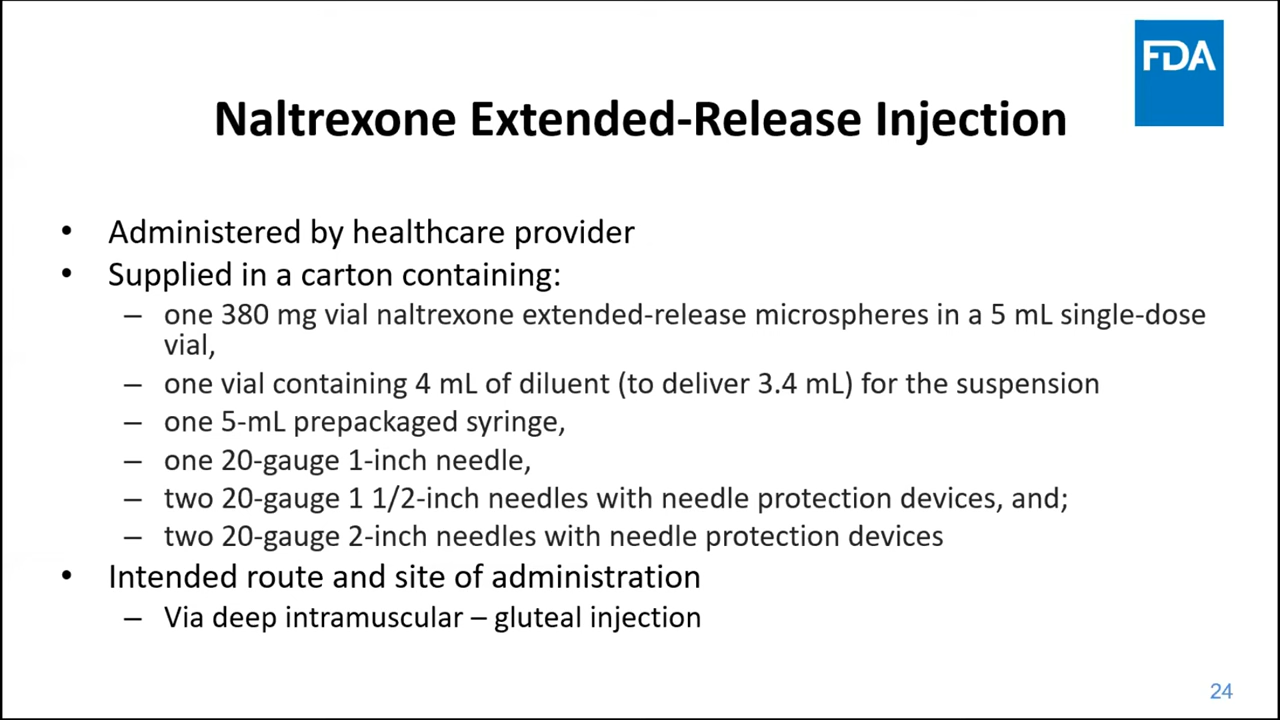 FDA
Naltrexone Extended-Release Injection
• Administered by healthcare provider
• Supplied in a carton containing:
– one 380 mg vial naltrexone extended-release microspheres in a 5 mL single-dose
vial,
– one vial containing 4 mL of diluent (to deliver 3.4 mL) for the suspension
– one 5-mL prepackaged syringe,
– one 20-gauge 1-inch needle,
– two 20-gauge 1 1/2-inch needles with needle protection devices, and;
– two 20-gauge 2-inch needles with needle protection devices
• Intended route and site of administration
– Via deep intramuscular – gluteal injection
24